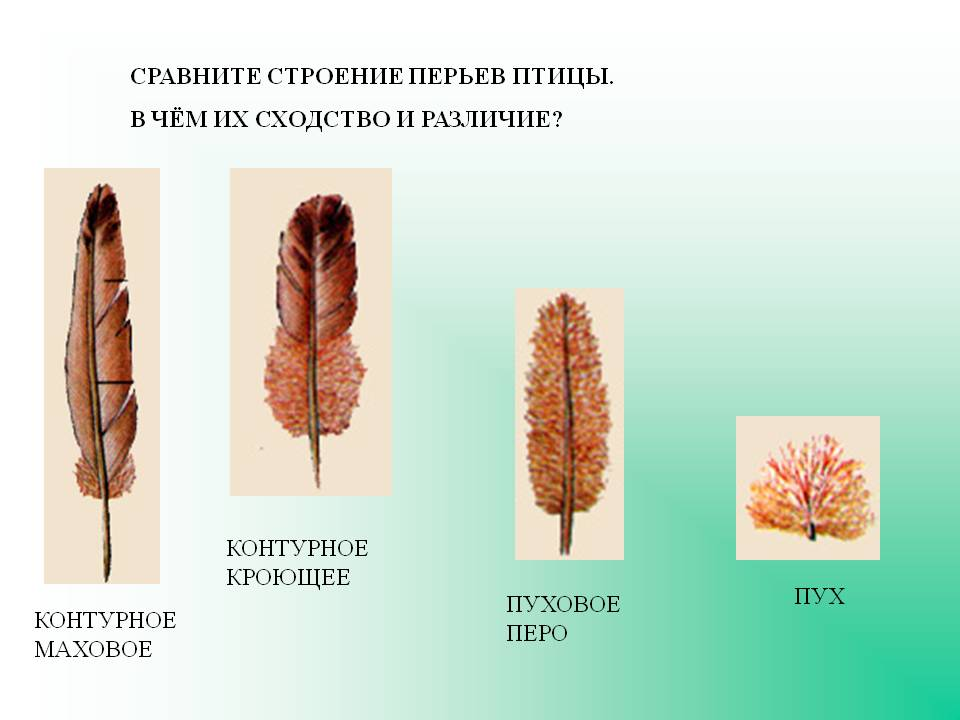 СРАВНИТЕ СТРОЕНИЕ ПЕРЬЕВ ПТИЦЫ.
В ЧЁМ ИХ СХОДСТВО И РАЗЛИЧИЕ?
КОНТУРНОЕ
МАХОВОЕ
КОНТУРНОЕ
КРОЮЩЕЕ
ПУХОВОЕ
ПЕРО
ПУХ